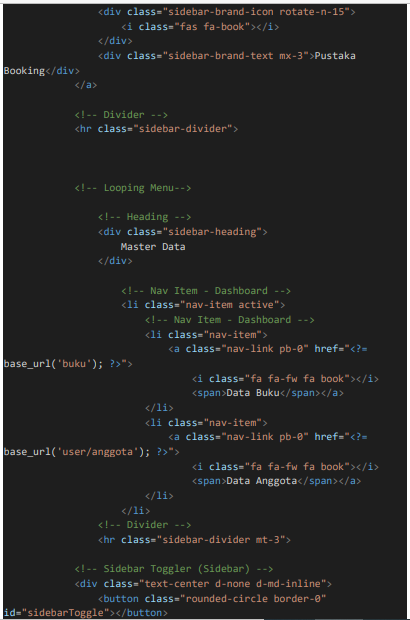 <div class="sidebar-brand-icon rotate-n-15">
<i class="fas fa-book"></i>
</div>
<div class="sidebar-brand-text mx-3">Pustaka
Booking</div>
</a>
<!-- Divider -->
<hr class="sidebar-divider">
<!-- Looping Menu-->
<!-- Heading -->
<div class="sidebar-heading">
Master Data
</div>
<!-- Nav Item - Dashboard -->
<li class="nav-item active">
<!-- Nav Item - Dashboard -->
<li class="nav-item">
<a class="nav-link pb-0" href="<?=
base_url('buku'); ?>">
<i class="fa fa-fw fa book"></i>
<span>Data Buku</span></a>
</li>
<li class="nav-item">
<a class="nav-link pb-0" href="<?=
base_url('user/anggota'); ?>">
<i class="fa fa-fw fa book"></i>
<span>Data Anggota</span></a>
</li>
</li>
<!-- Divider -->
<hr class="sidebar-divider mt-3">
<!-- Sidebar Toggler (Sidebar) -->
<div class="text-center d-none d-md-inline">
<button class="rounded-circle border-0"
id="sidebarToggle"></button>